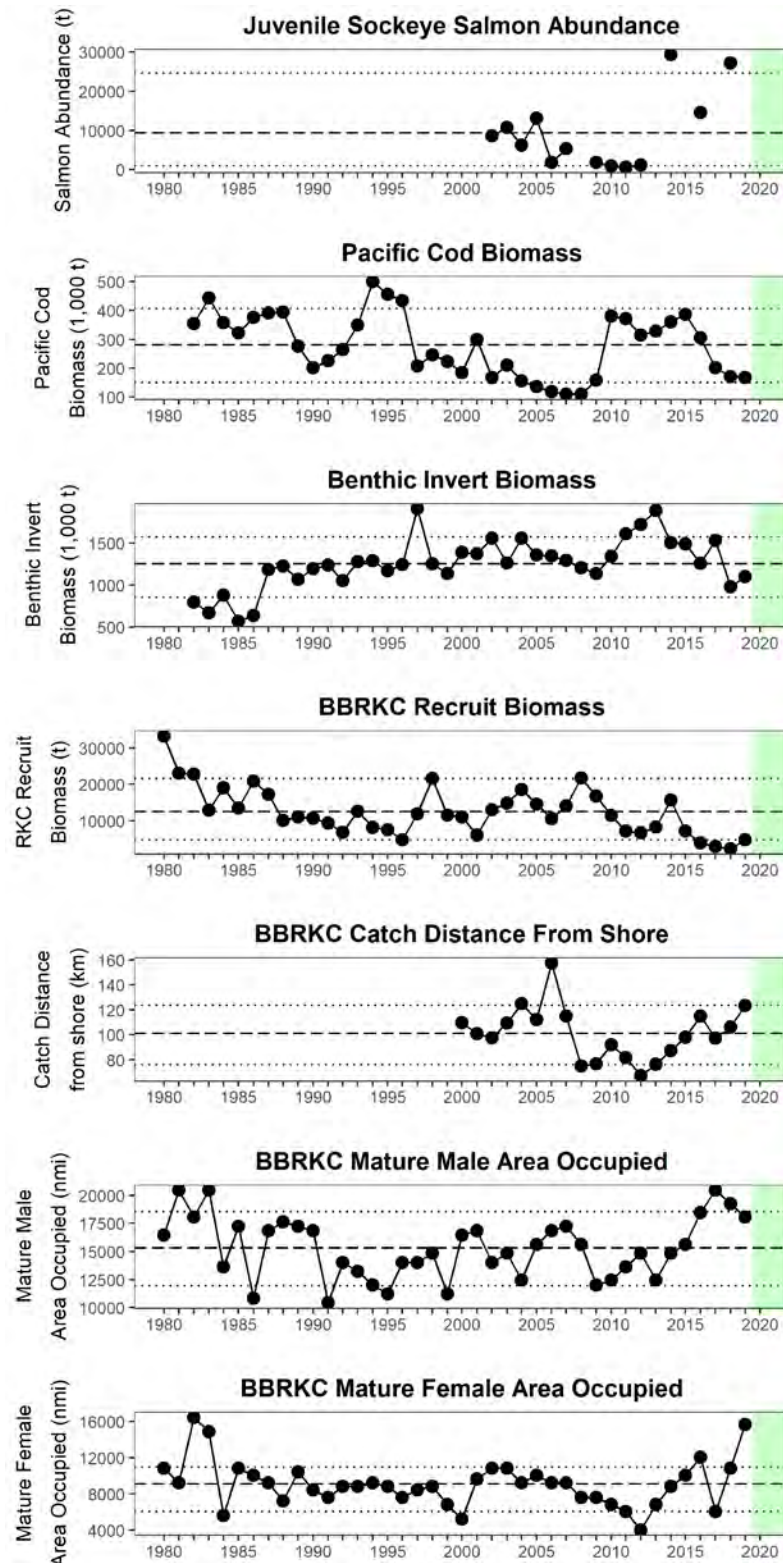 Juvenile Sockeye Salmon Abundance
Salmon Abundance (t)
30000
20000
10000
0
1980 1985 1990 1995 2000 2005 2010 2015 2020
Pacific Cod Biomass
Pacific Cod
Biomass (1,000 t)
500
400
300
200
100
1980 1985 1990 1995 2000 2005 2010 2015 2020
Benthic Invert Biomass
Benthic Invert
Biomass (1,000 t)
1500
1000
500
1980 1985 1990 1995 2000 2005 2010 2015 2020
BBRKC Recruit Biomass
RKC Recruit
Biomass (t)
30000
20000
10000
1980 1985 1990 1995 2000 2005 2010 2015 2020
BBRKC Catch Distance From Shore
Catch Distance
from shore (km)
160
140
120
100
80
1980 1985 1990 1995 2000 2005 2010 2015 2020
BBRKC Mature Male Area Occupied
Mature Male
Area Occupied (nmi)
20000
17500
15000
12500
10000
1980 1985 1990 1995 2000 2005 2010 2015 2020
BBRKC Mature Female Area Occupied
Mature Female
Area Occupied (nmi)
16000
12000
8000
4000
1980 1985 1990 1995 2000 2005 2010 2015 2020